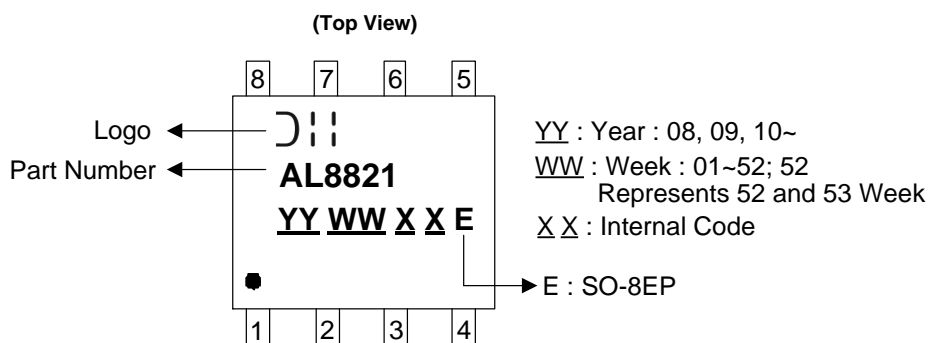 (Top View)
8 7 6 5
Logo
Part Number
AL8821
YY WW X X E
YY : Year : 08, 09, 10~
WW : Week : 01~52; 52
Represents 52 and 53 Week
X X : Internal Code
E : SO-8EP
1 2 3 4